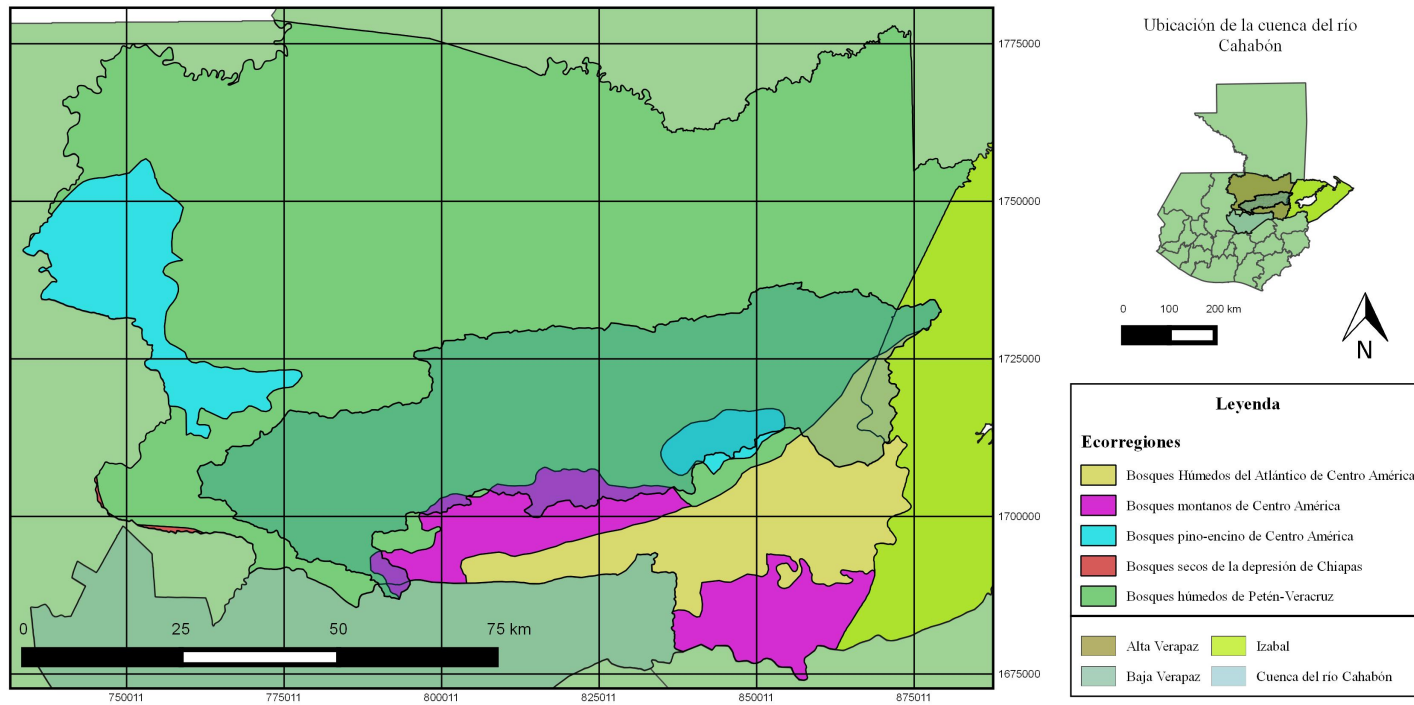 Ubicación de la cuenca del río
Cahabón
1775000
1750000
1725000
1700000
1675000
0 25 50 75 km
750011 775011 800011 825011 850011 875011
0 100 200 km
N
Leyenda
Ecorregiones
Bosques Húmedos del Atlántico de Centro América
Bosques montanos de Centro América
Bosques pino-encino de Centro América
Bosques secos de la depresión de Chiapas
Bosques húmedos de Petén-Veracruz
Alta Verapaz Izabal
Baja Verapaz Cuenca del río Cahabón